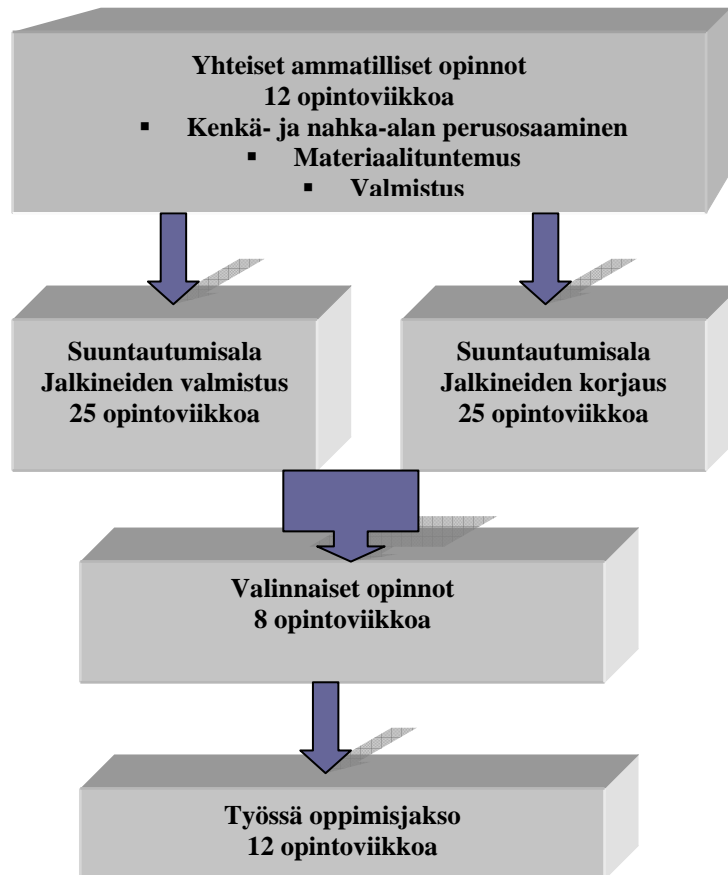 Yhteiset ammatilliset opinnot
12 opintoviikkoa
▪ Kenkä- ja nahka-alan perusosaaminen
▪ Materiaalituntemus
▪ Valmistus
Suuntautumisala
Jalkineiden valmistus
25 opintoviikkoa
Suuntautumisala
Jalkineiden korjaus
25 opintoviikkoa
Valinnaiset opinnot
8 opintoviikkoa
Työssä oppimisjakso
12 opintoviikkoa